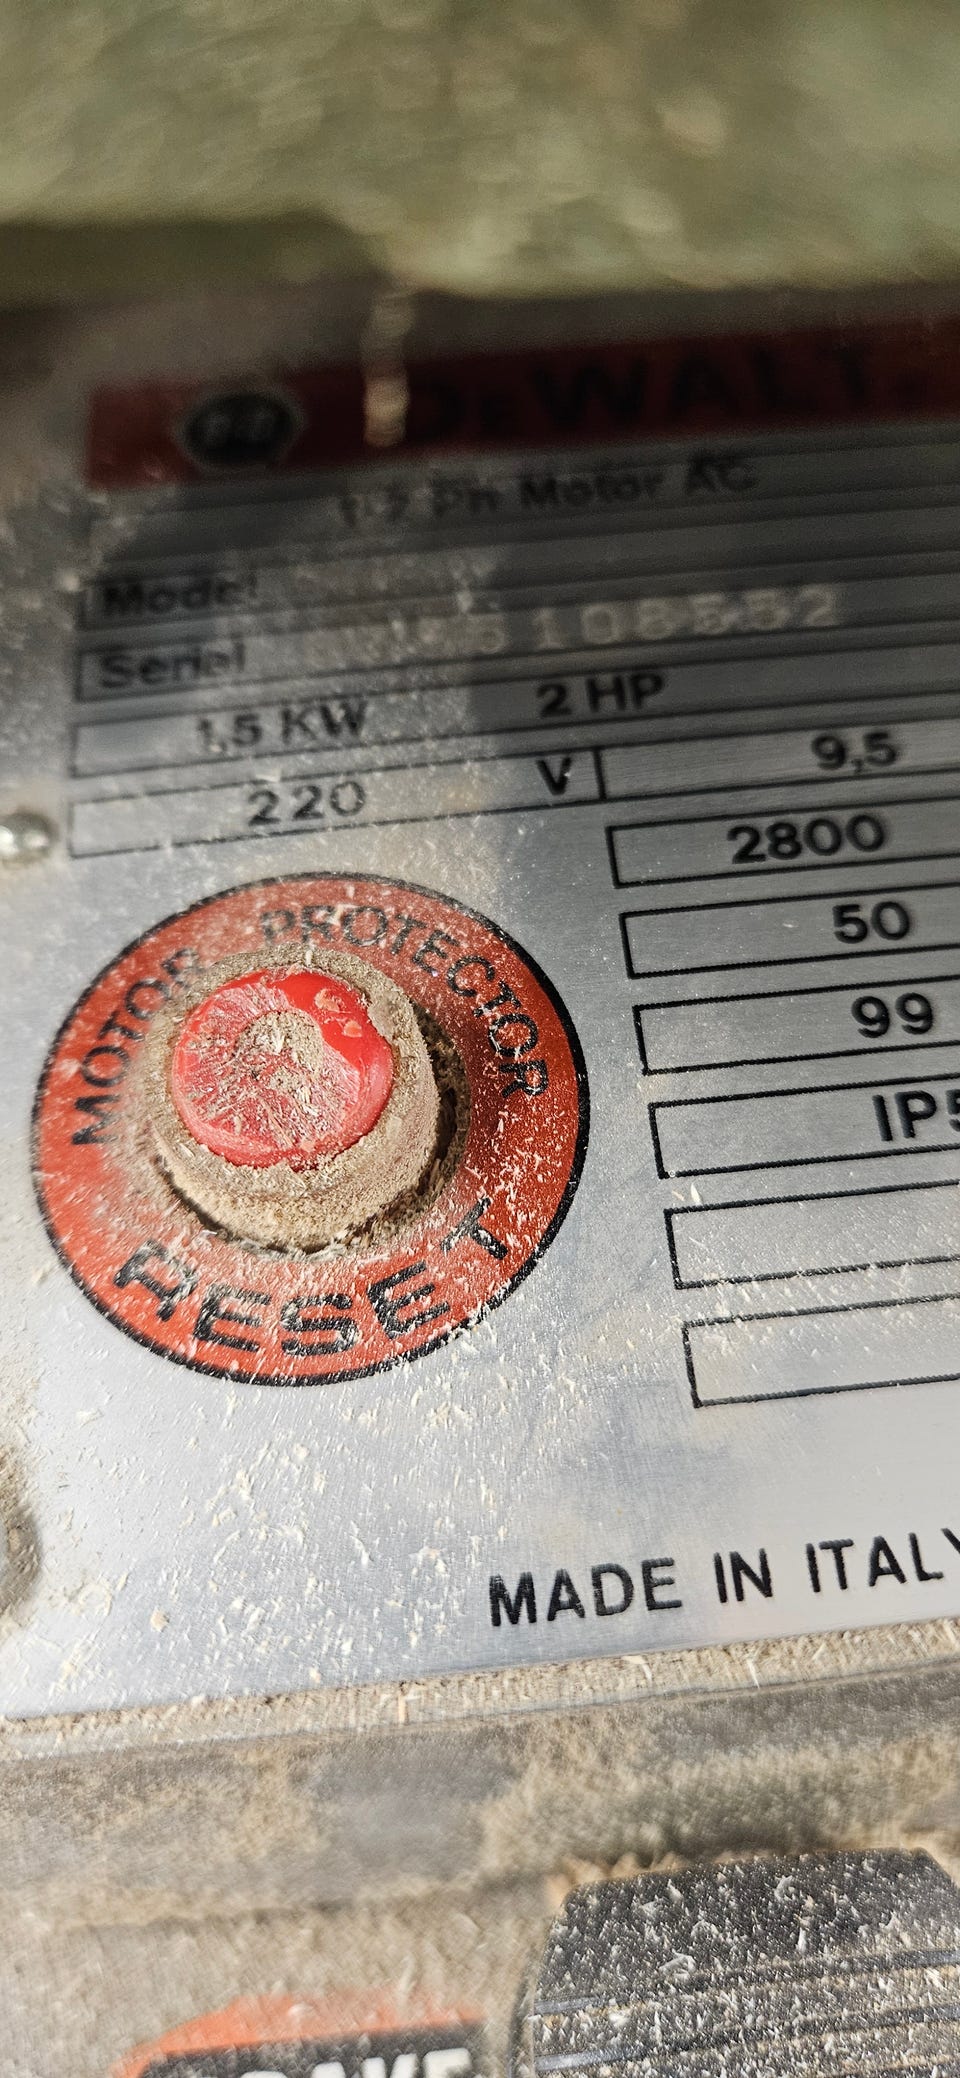 DEWALT
Ph Motor AC
Model
Serial
1,5 KW 2 HP
220 V 9,5
2800
50
99
MOTOR PROTECTOR
RESET
MADE IN ITALY